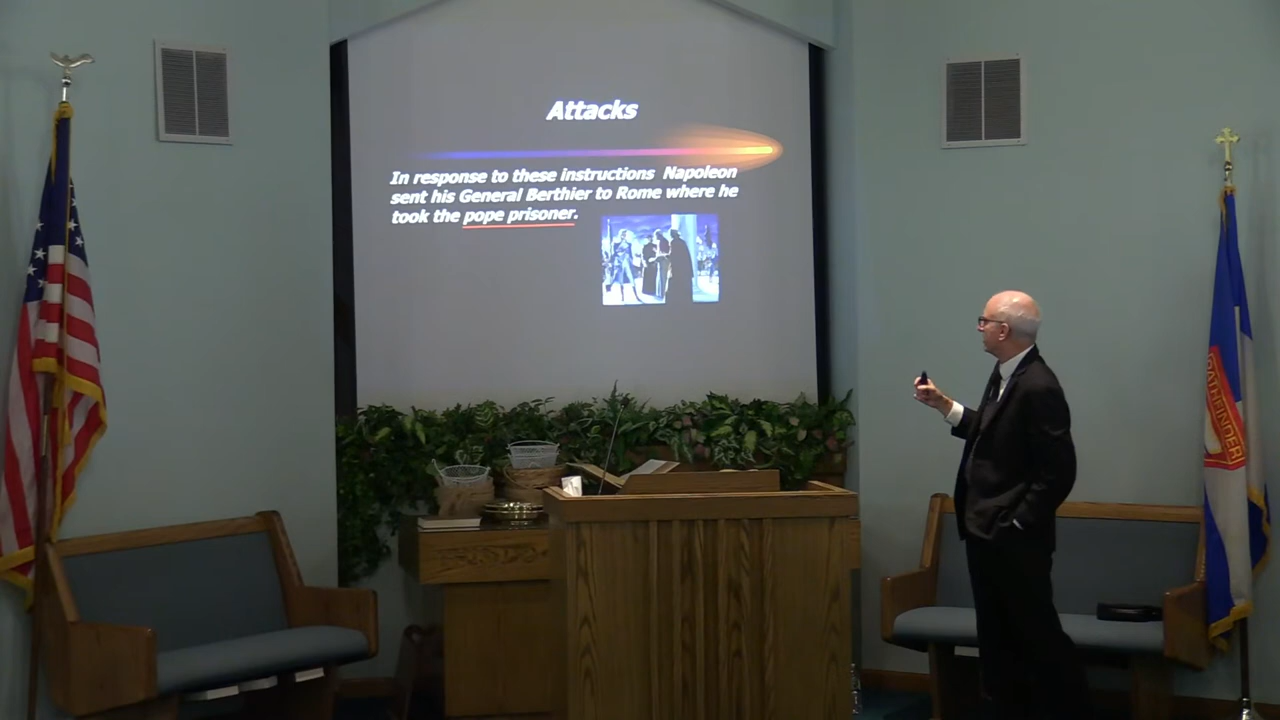 Attacks
In response to these instructions Napoleon
sent his General Berthier to Rome where he
took the pope prisoner.
PATHFINDER